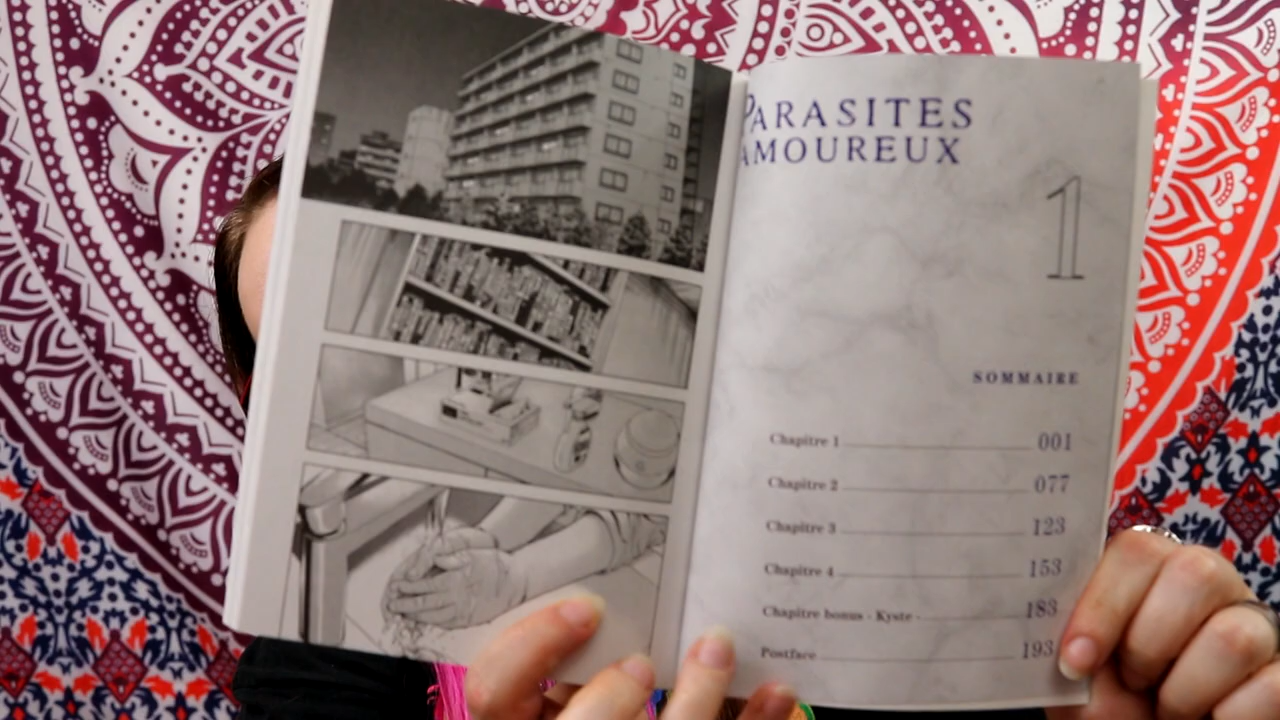 PARASITES
AMOUREUX
1
SOMMAIRE
Chapitre 1 001
Chapitre 2 077
Chapitre 3 123
Chapitre 4 153
Chapitre bonus - Kyste - 183
Postface 193